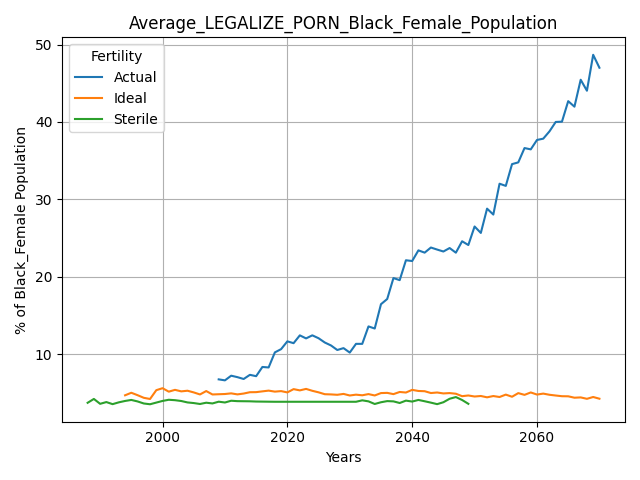 Average_LEGALIZE_PORN_Black_Female_Population
Fertility
Actual
Ideal
Sterile
% of Black_Female Population
50
40
30
20
10
2000
2020
2040
2060
Years